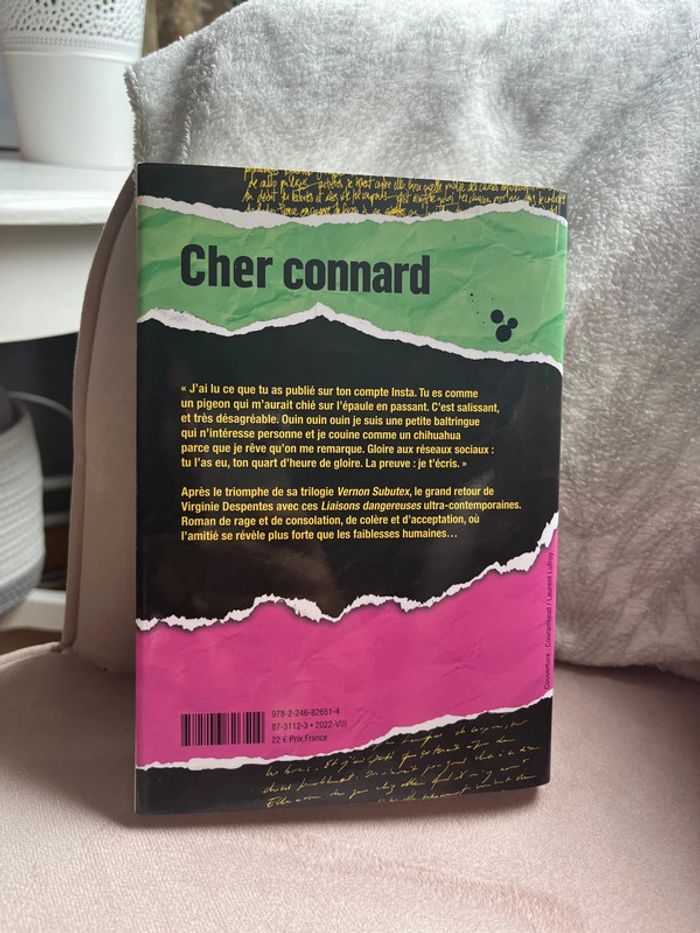 Cher connard
« J'ai lu ce que tu as publié sur ton compte Insta. Tu es comme
un pigeon qui m'aurait chié sur l'épaule en passant. C'est salissant,
et très désagréable. Ouin ouin ouin je suis une petite baltringue
qui n'intéresse personne et je couine comme un chihuahua
parce que je rêve qu'on me remarque. Gloire aux réseaux sociaux :
tu l'as eu, ton quart d'heure de gloire. La preuve : je t'écris. »
Après le triomphe de sa trilogie Vernon Subutex, le grand retour de
Virginie Despentes avec ces Liaisons dangereuses ultra-contemporaines.
Roman de rage et de consolation, de colère et d'acceptation, où
l'amitié se révèle plus forte que les faiblesses humaines…
Couverture : Couramiaud / Laurent Lufroy
978-2-246-82651-4
87-3112-3 • 2022-VIII
22 € Prix France